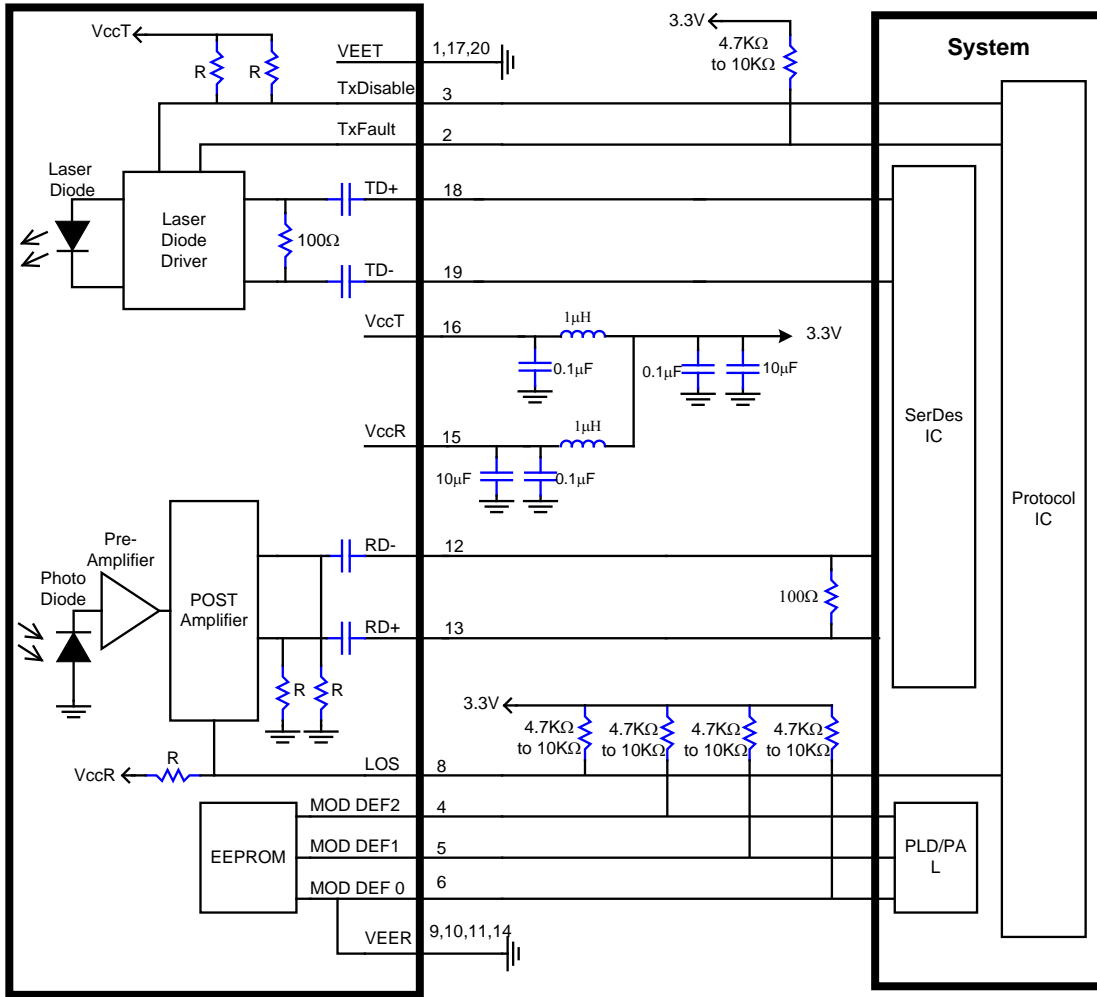 VccT
R
R
VEET
1,17,20
3.3V
4.7KΩ
to 10KΩ
System
TxDisable
3
TxFault
2
Laser
Diode
Laser
Diode
Driver
100Ω
TD+
18
TD-
19
VccT
16
1μH
3.3V
0.1μF
0.1μF
10μF
VccR
15
1μH
10μF
0.1μF
SerDes
IC
Protocol
IC
Pre-
Amplifier
Photo
Diode
POST
Amplifier
RD-
12
100Ω
RD+
13
R
R
3.3V
4.7KΩ
to 10KΩ
4.7KΩ
to 10KΩ
4.7KΩ
to 10KΩ
4.7KΩ
to 10KΩ
VccR
R
LOS
8
EEPROM
MOD DEF2
4
MOD DEF1
5
MOD DEF 0
6
PLD/PA
L
VEER
9,10,11,14